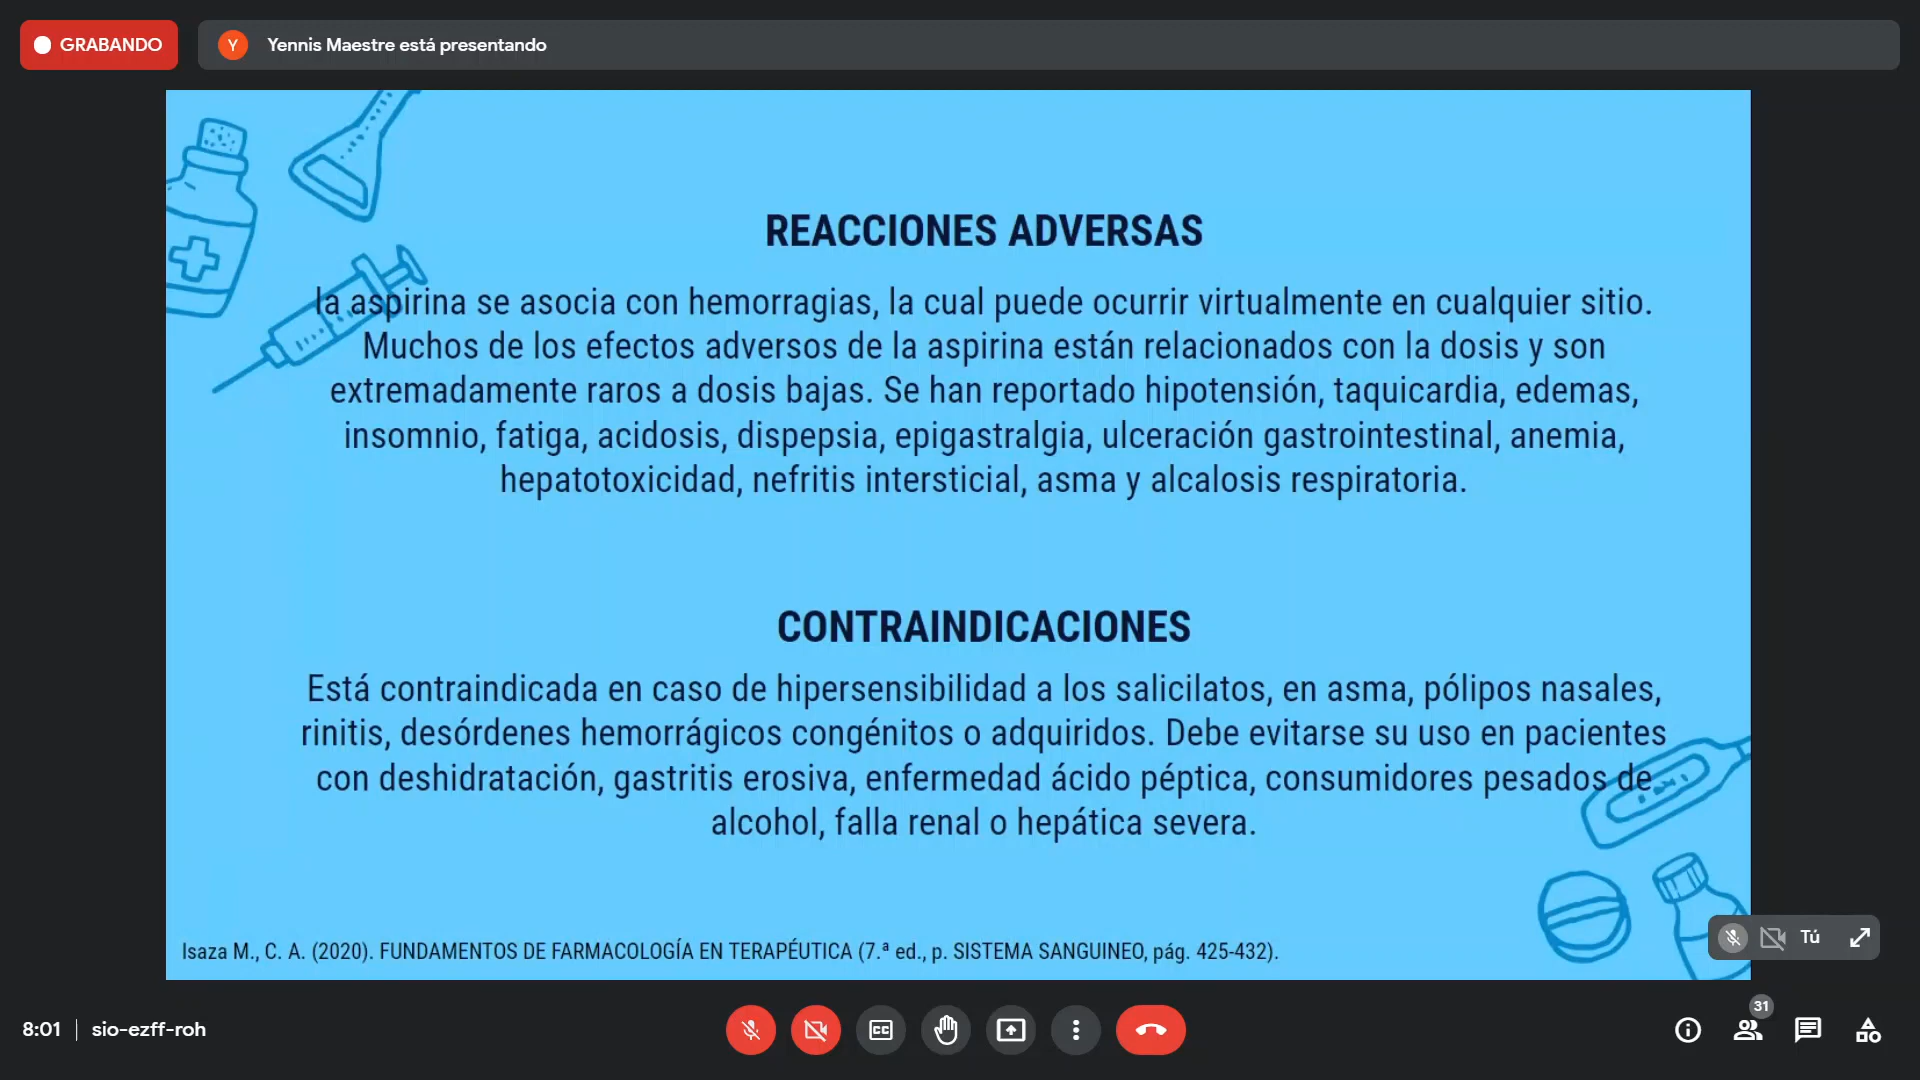 GRABANDO
Y
Yennis Maestre está presentando
REACCIONES ADVERSAS
la aspirina se asocia con hemorragias, la cual puede ocurrir virtualmente en cualquier sitio.
Muchos de los efectos adversos de la aspirina están relacionados con la dosis y son
extremadamente raros a dosis bajas. Se han reportado hipotensión, taquicardia, edemas,
insomnio, fatiga, acidosis, dispepsia, epigastralgia, ulceración gastrointestinal, anemia,
hepatotoxicidad, nefritis intersticial, asma y alcalosis respiratoria.
CONTRAINDICACIONES
Está contraindicada en caso de hipersensibilidad a los salicilatos, en asma, pólipos nasales,
rinitis, desórdenes hemorrágicos congénitos o adquiridos. Debe evitarse su uso en pacientes
con deshidratación, gastritis erosiva, enfermedad ácido péptica, consumidores pesados de
alcohol, falla renal o hepática severa.
Isaza M., C. A. (2020). FUNDAMENTOS DE FARMACOLOGÍA EN TERAPÉUTICA (7.ª ed., p. SISTEMA SANGUINEO, pág. 425-432).
Tú
8:01 | sio-ezff-roh
CC
31